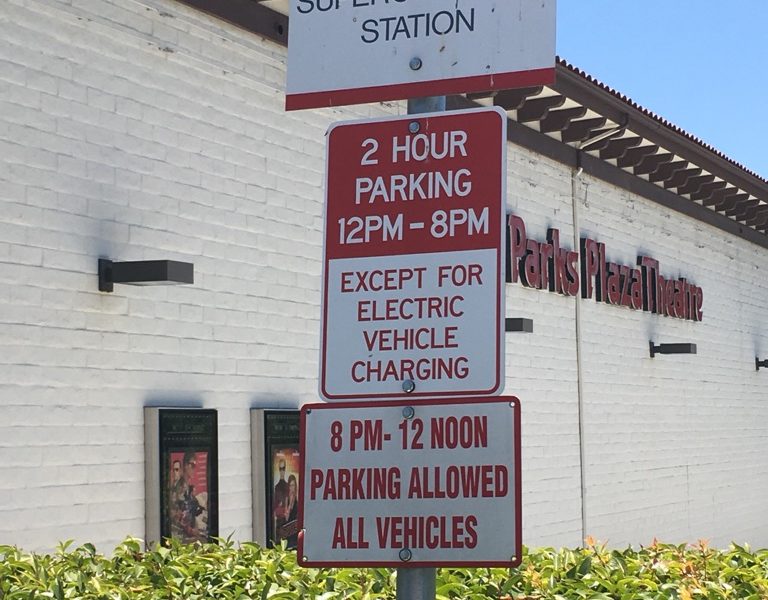 STATION
2 HOUR
PARKING
12PM – 8PM
EXCEPT FOR
ELECTRIC
VEHICLE
CHARGING
Parks Plaza Theatre
8 PM- 12 NOON
PARKING ALLOWED
ALL VEHICLES